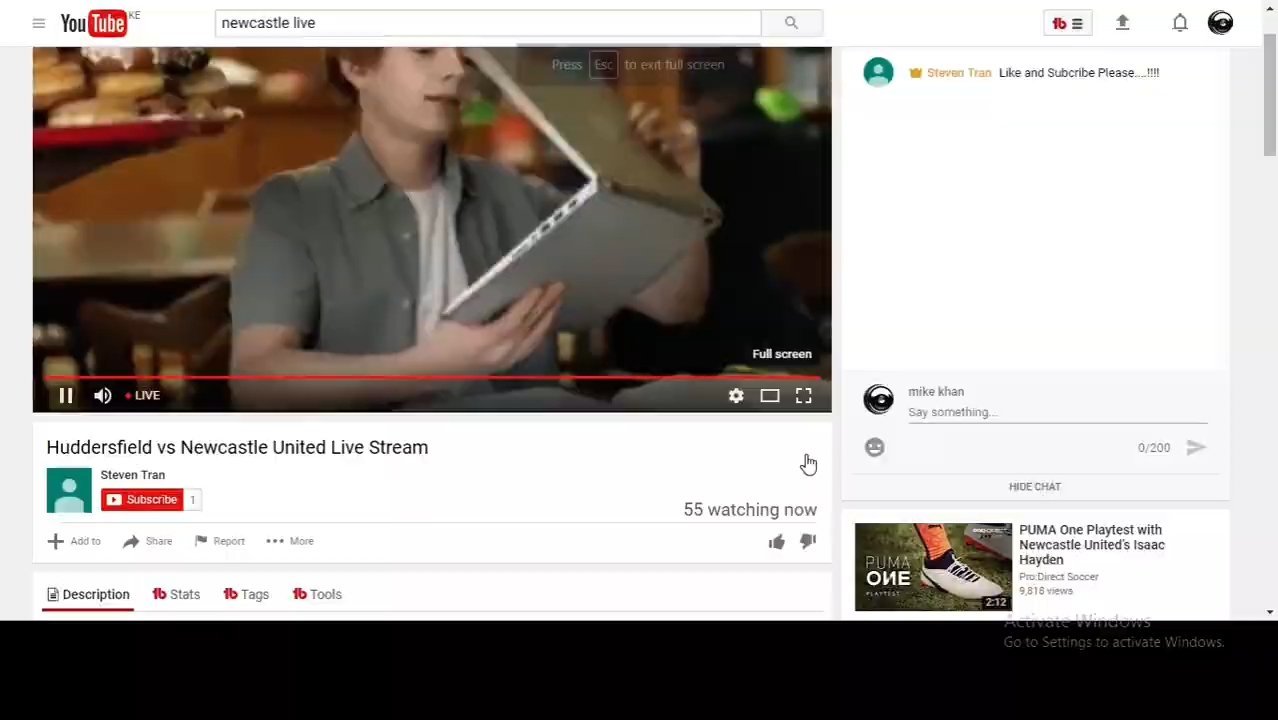 YouTube KE
newcastle live
Press Esc to exit full screen
Steven Tran Like and Subcribe Please....!!!!
Full screen
LIVE
mike khan
Say something...
0/200
HIDE CHAT
Huddersfield vs Newcastle United Live Stream
Steven Tran
Subscribe 1
55 watching now
Add to Share Report More
Description Stats Tags Tools
PUMA ONE PLAYTEST
2:12
PUMA One Playtest with
Newcastle United's Isaac
Hayden
Pro:Direct Soccer
9,818 views
Activate Windows
Go to Settings to activate Windows.